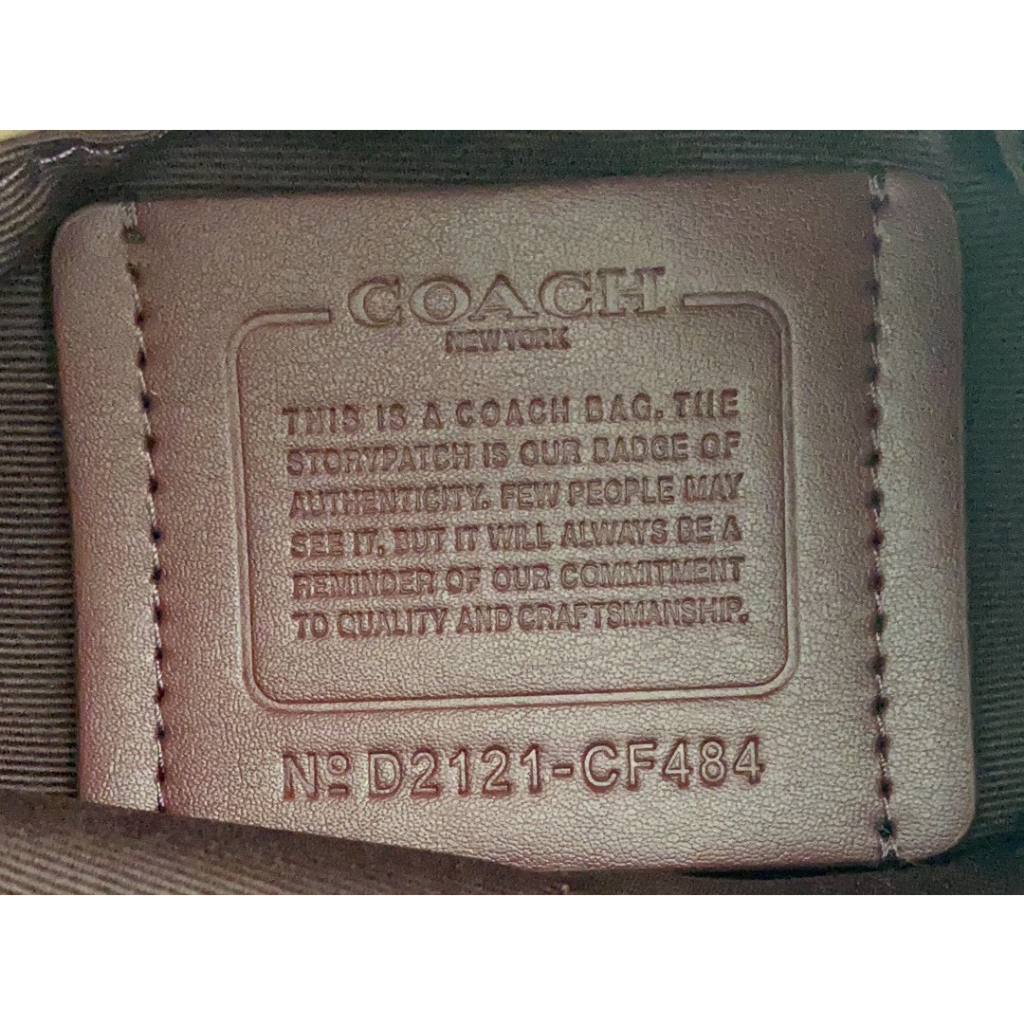 COACH
NEW YORK
THIS IS A COACH BAG. THE
STORYPATCH IS OUR BADGE OF
AUTHENTICITY. FEW PEOPLE MAY
SEE IT, BUT IT WILL ALWAYS BE A
REMINDER OF OUR COMMITMENT
TO QUALITY AND CRAFTSMANSHIP.
Nº D2121-CF484